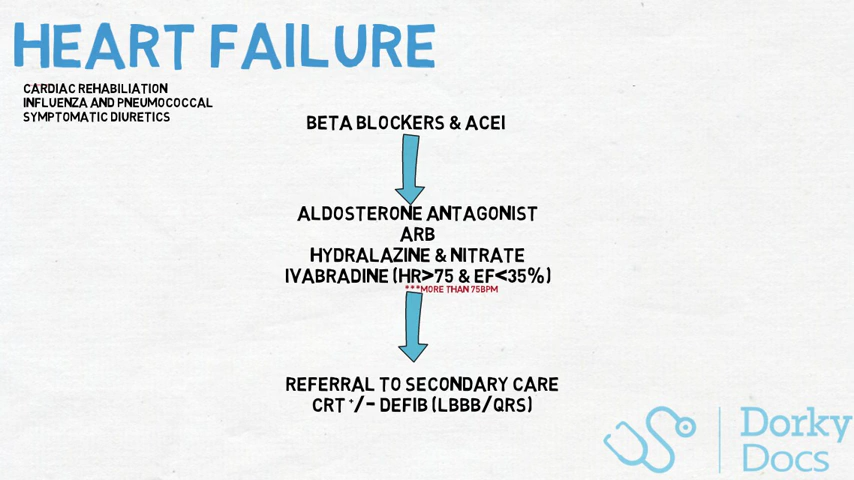 HEART FAILURE
CARDIAC REHABILIATION
INFLUENZA AND PNEUMOCOCCAL
SYMPTOMATIC DIURETICS
BETA BLOCKERS & ACEI
ALDOSTERONE ANTAGONIST
ARB
HYDRALAZINE & NITRATE
IVABRADINE (HR>75 & EF<35%)
***MORE THAN 75BPM
REFERRAL TO SECONDARY CARE
CRT +/- DEFIB (LBBB/QRS)
Dorky
Docs